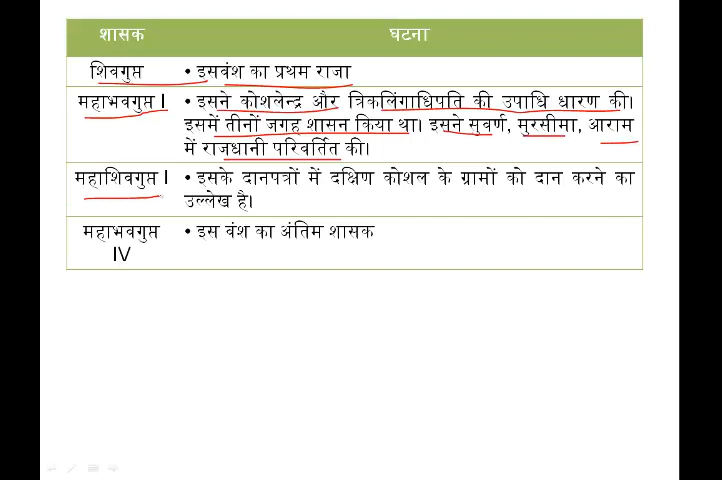 शासक घटना
शिवगुप्त • इसवंश का प्रथम राजा
महाभवगुप्त I • इसने कोशलेन्द्र और त्रिकलिंगाधिपति की उपाधि धारण की।
इसमें तीनों जगह शासन किया था। इसने सुवर्ण, मुरसीमा, आराम
में राजधानी परिवर्तित की।
महाशिवगुप्त I • इसके दानपत्रों में दक्षिण कोशल के ग्रामों को दान करने का
उल्लेख है।
महाभवगुप्त • इस वंश का अंतिम शासक
IV